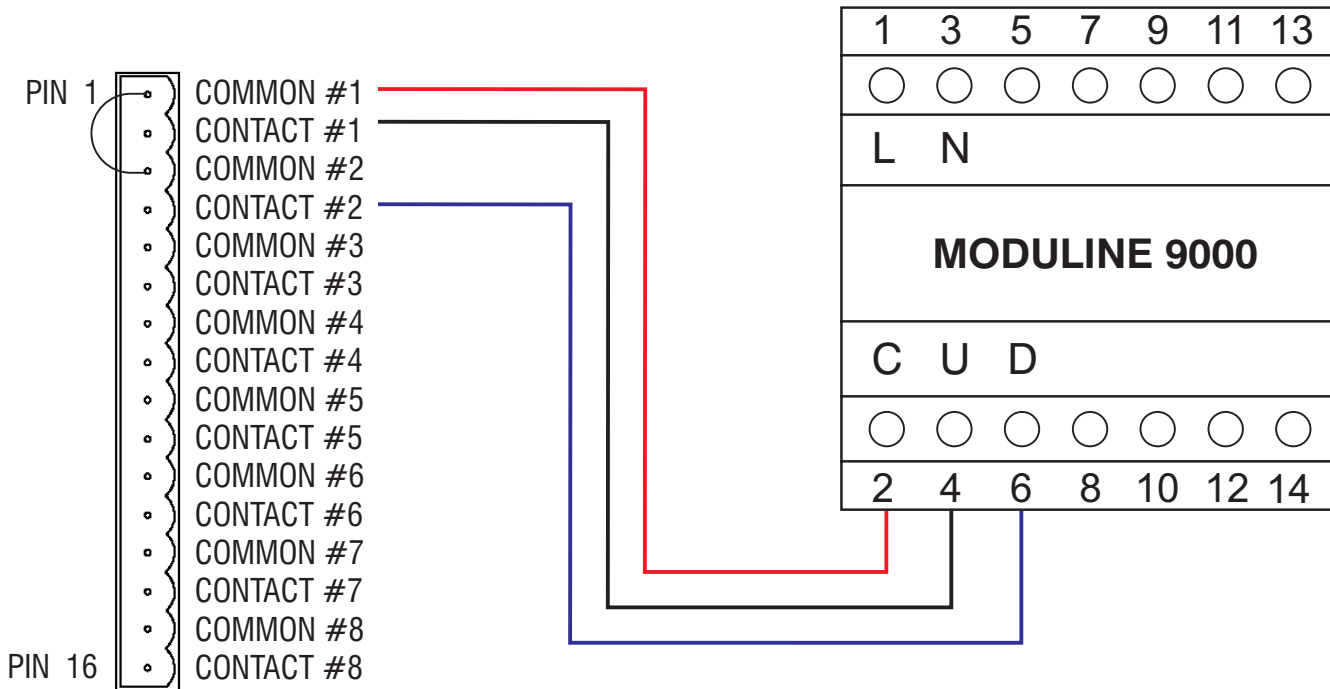 PIN 1
COMMON #1
CONTACT #1
COMMON #2
CONTACT #2
COMMON #3
CONTACT #3
COMMON #4
CONTACT #4
COMMON #5
CONTACT #5
COMMON #6
CONTACT #6
COMMON #7
CONTACT #7
COMMON #8
PIN 16
CONTACT #8
1 3 5 7 9 11 13
L N
MODULINE 9000
C U D
2 4 6 8 10 12 14